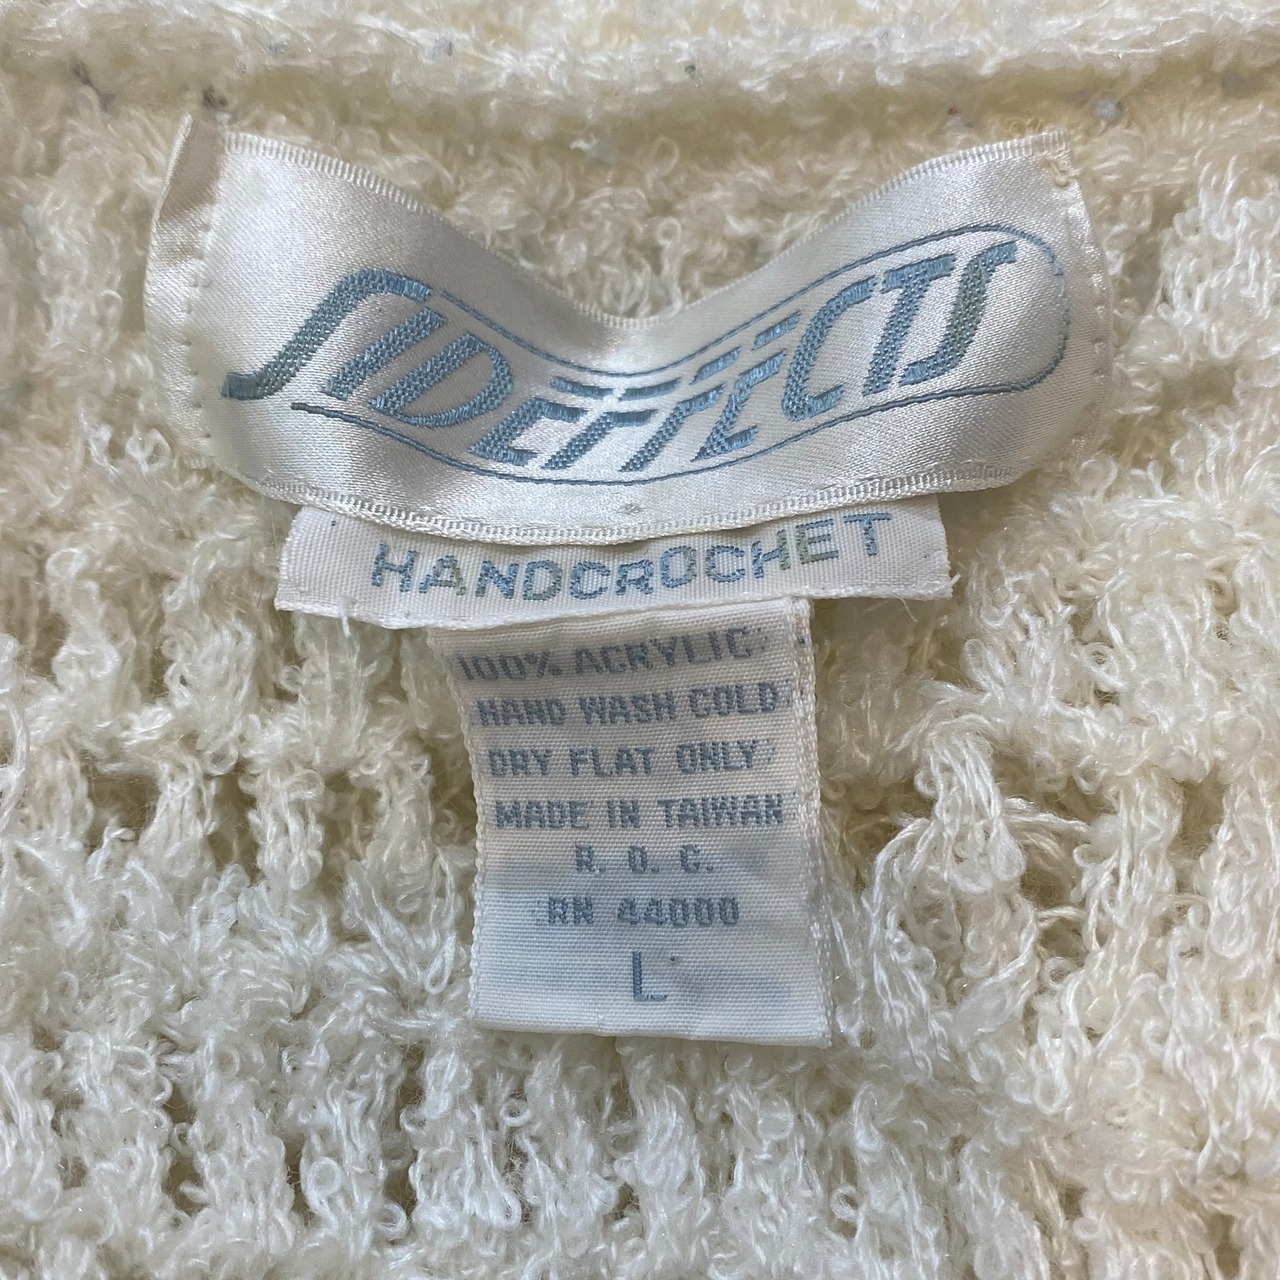 SIDEFFECTS
HANDCROCHET
100% ACRYLIC
HAND WASH COLD
DRY FLAT ONLY
MADE IN TAIWAN
R. O. C.
RN 44000
L